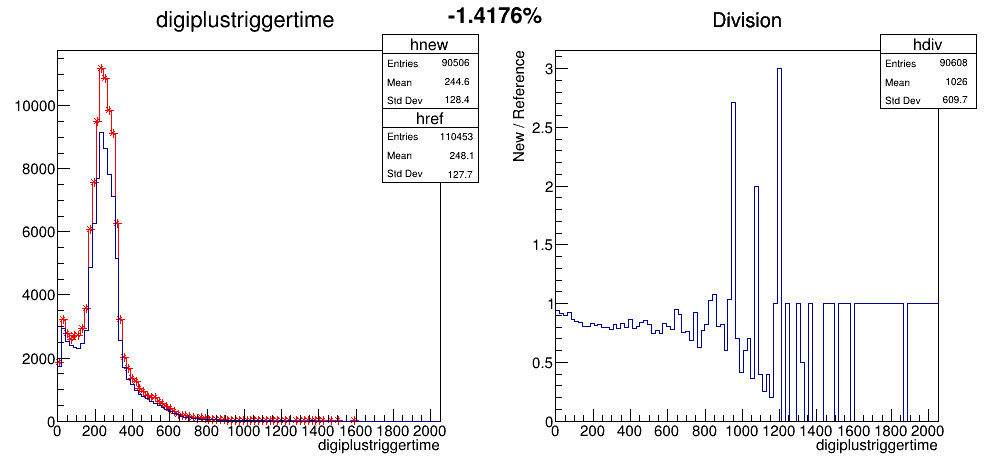 digiplustriggertime
-1.4176%
Division
hnew
Entries 90506
Mean 244.6
Std Dev 128.4
href
Entries 110453
Mean 248.1
Std Dev 127.7
10000
8000
6000
4000
2000
0
0 200 400 600 800 1000 1200 1400 1600 1800 2000
digiplustriggertime
hdiv
Entries 90608
Mean 1026
Std Dev 609.7
New / Reference
3
2.5
2
1.5
1
0.5
0
0 200 400 600 800 1000 1200 1400 1600 1800 2000
digiplustriggertime